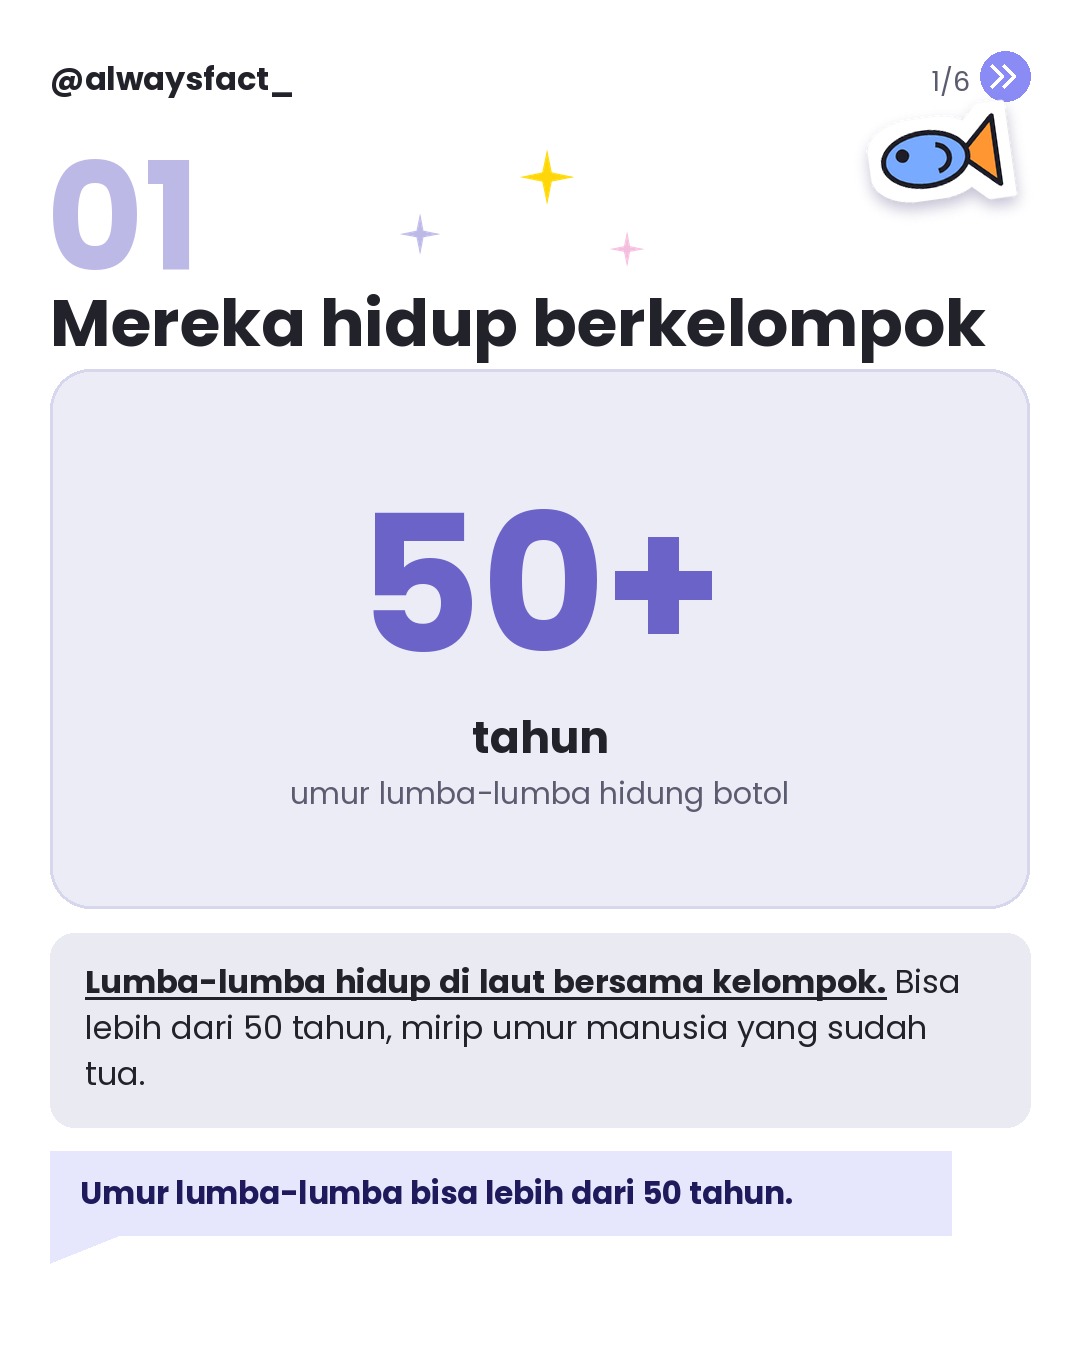 @alwaysfact_
1/6
01
Mereka hidup berkelompok
50+
tahun
umur lumba-lumba hidung botol
Lumba-lumba hidup di laut bersama kelompok. Bisa
lebih dari 50 tahun, mirip umur manusia yang sudah
tua.
Umur lumba-lumba bisa lebih dari 50 tahun.